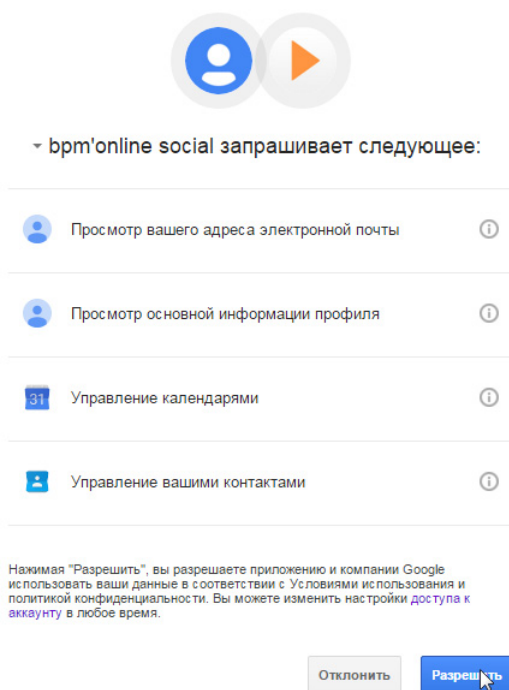 bpm'online social запрашивает следующее:
Просмотр вашего адреса электронной почты
Просмотр основной информации профиля
31
Управление календарями
Управление вашими контактами
Нажимая "Разрешить", вы разрешаете приложению и компании Google
использовать ваши данные в соответствии с Условиями использования и
политикой конфиденциальности. Вы можете изменить настройки доступа к
аккаунту в любое время.
Отклонить
Разрешить